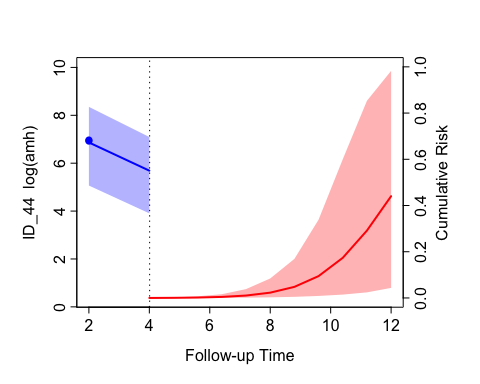 ID_44 log(amh)
0 2 4 6 8 10
0.0 0.2 0.4 0.6 0.8 1.0
Cumulative Risk
2 4 6 8 10 12
Follow-up Time